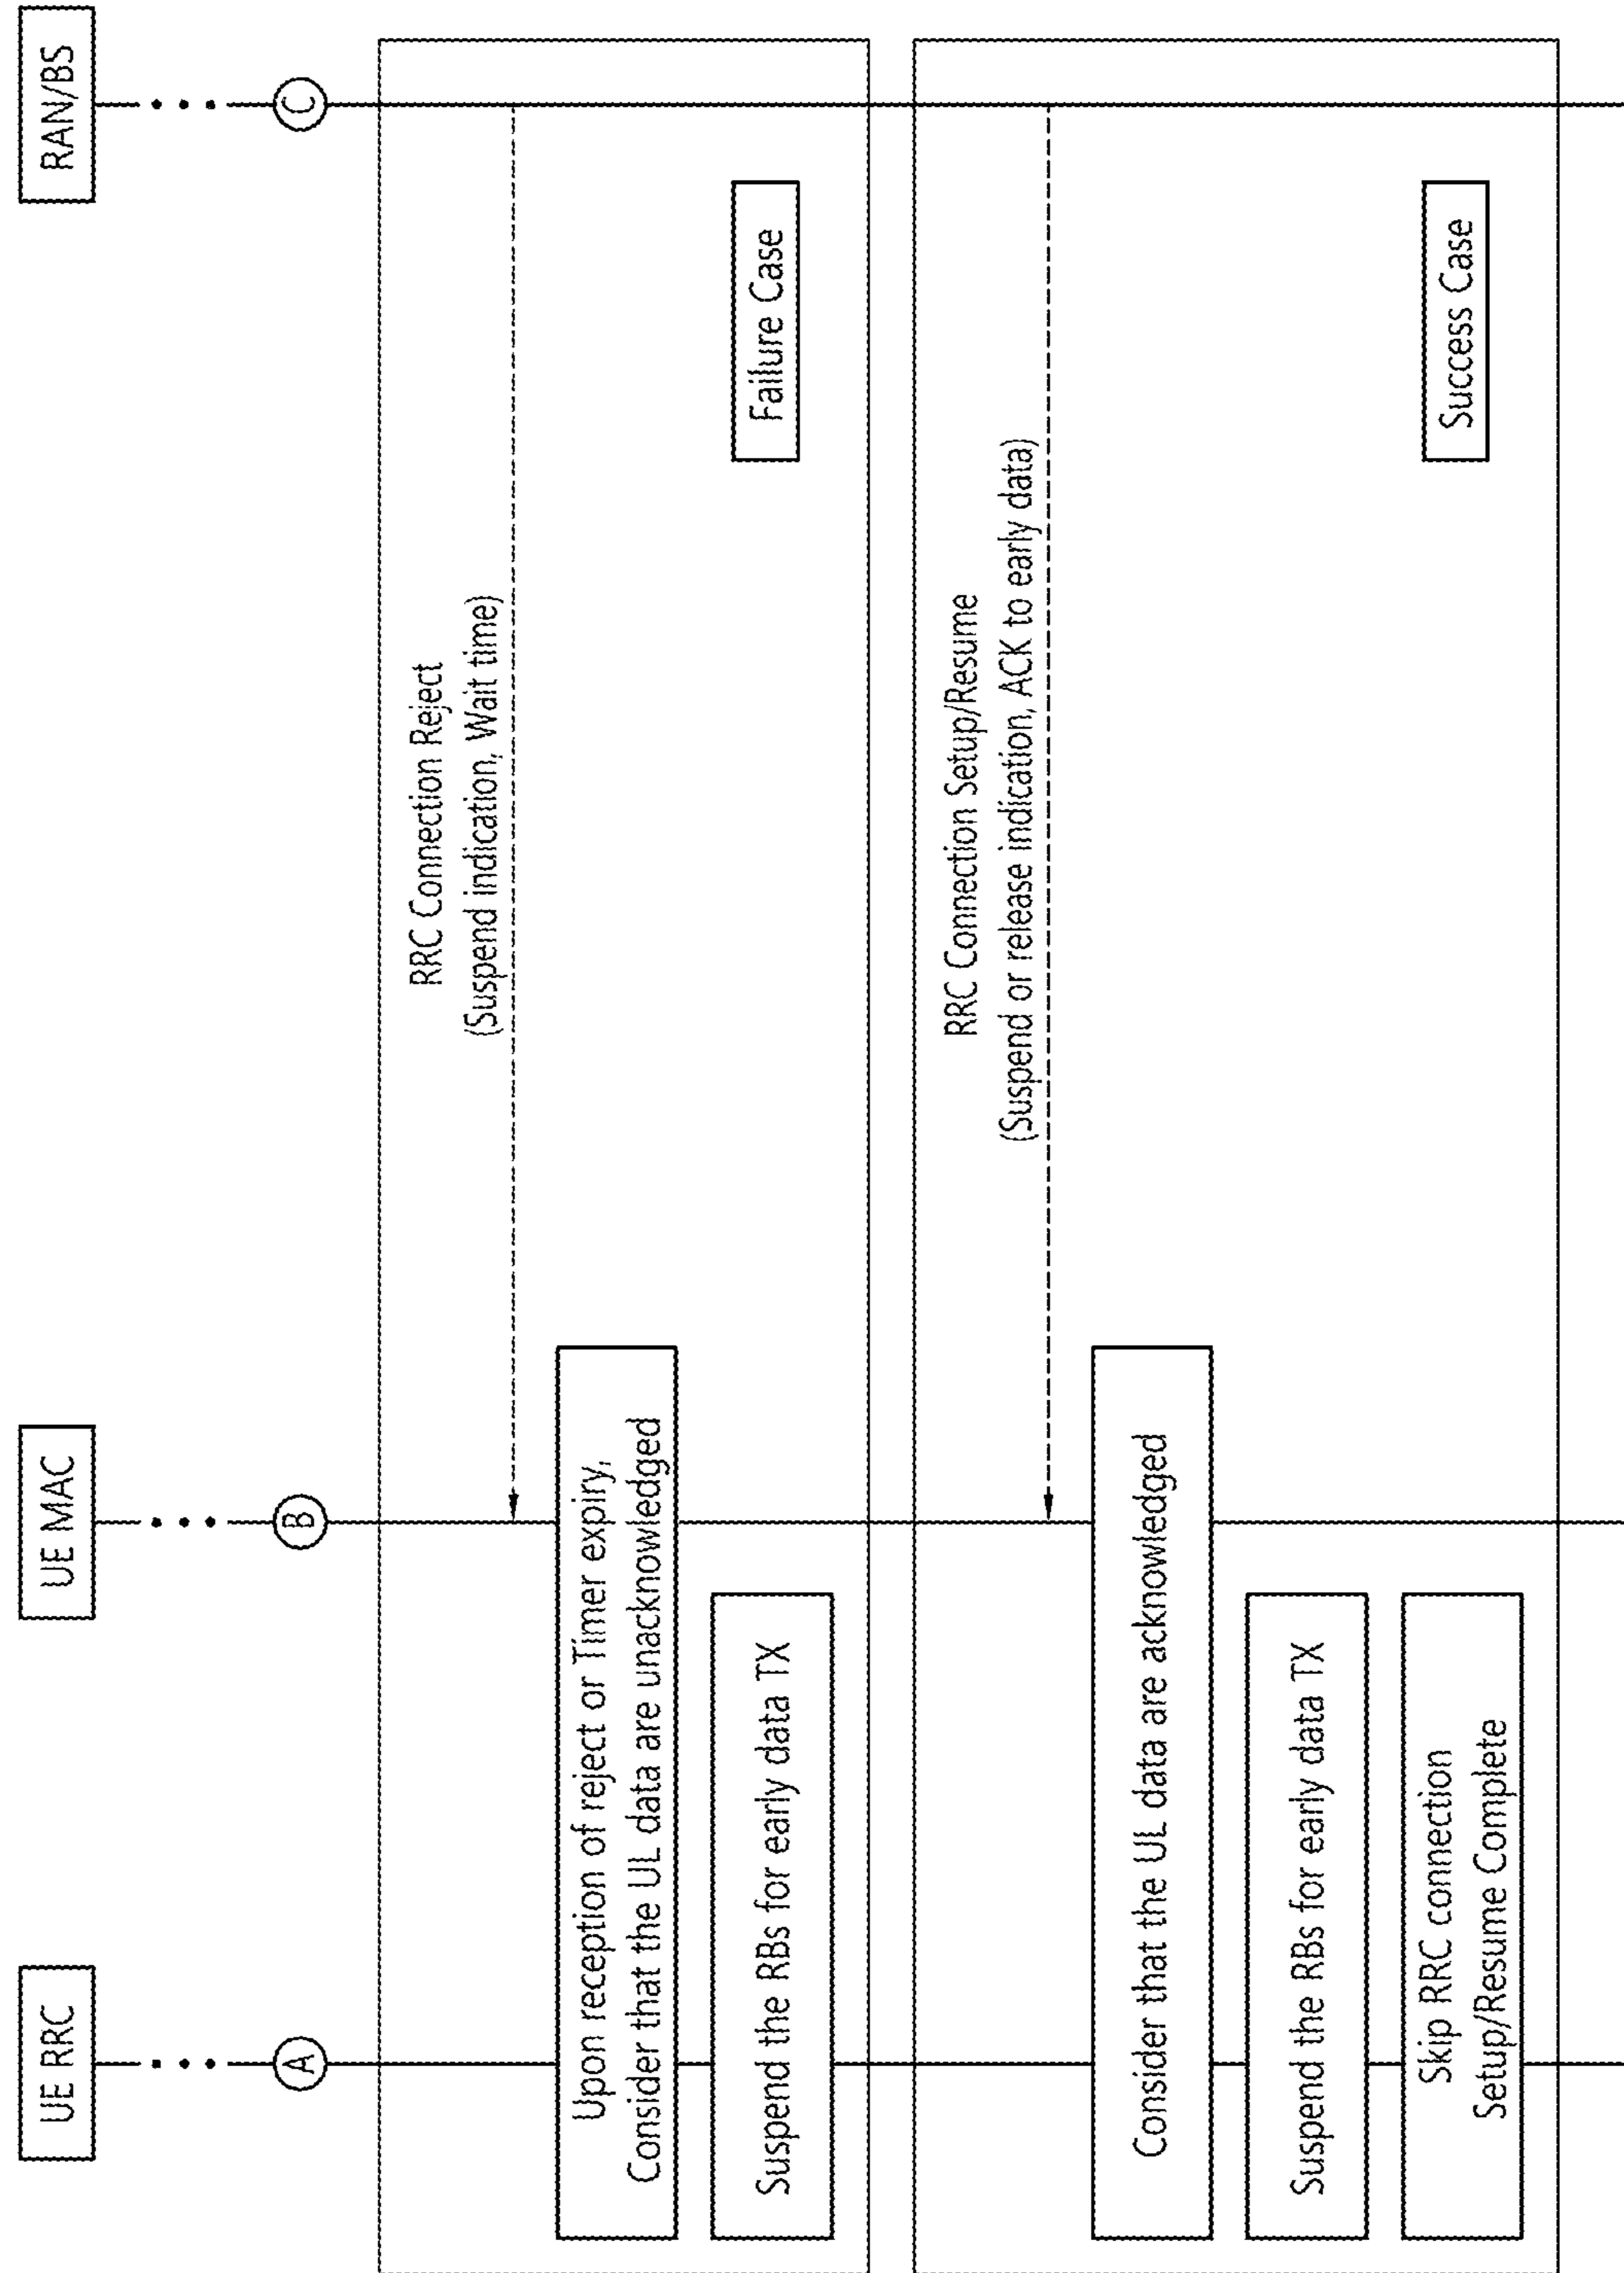 UE RRC
UE MAC
RAN/BS
A
B
C
RRC Connection Reject
(Suspend indication, Wait time)
Upon reception of reject or Timer expiry,
Consider that the UL data are unacknowledged
Suspend the RBs for early data TX
Failure Case
RRC Connection Setup/Resume
(Suspend or release indication, ACK to early data)
Consider that the UL data are acknowledged
Suspend the RBs for early data TX
Skip RRC connection
Setup/Resume Complete
Success Case